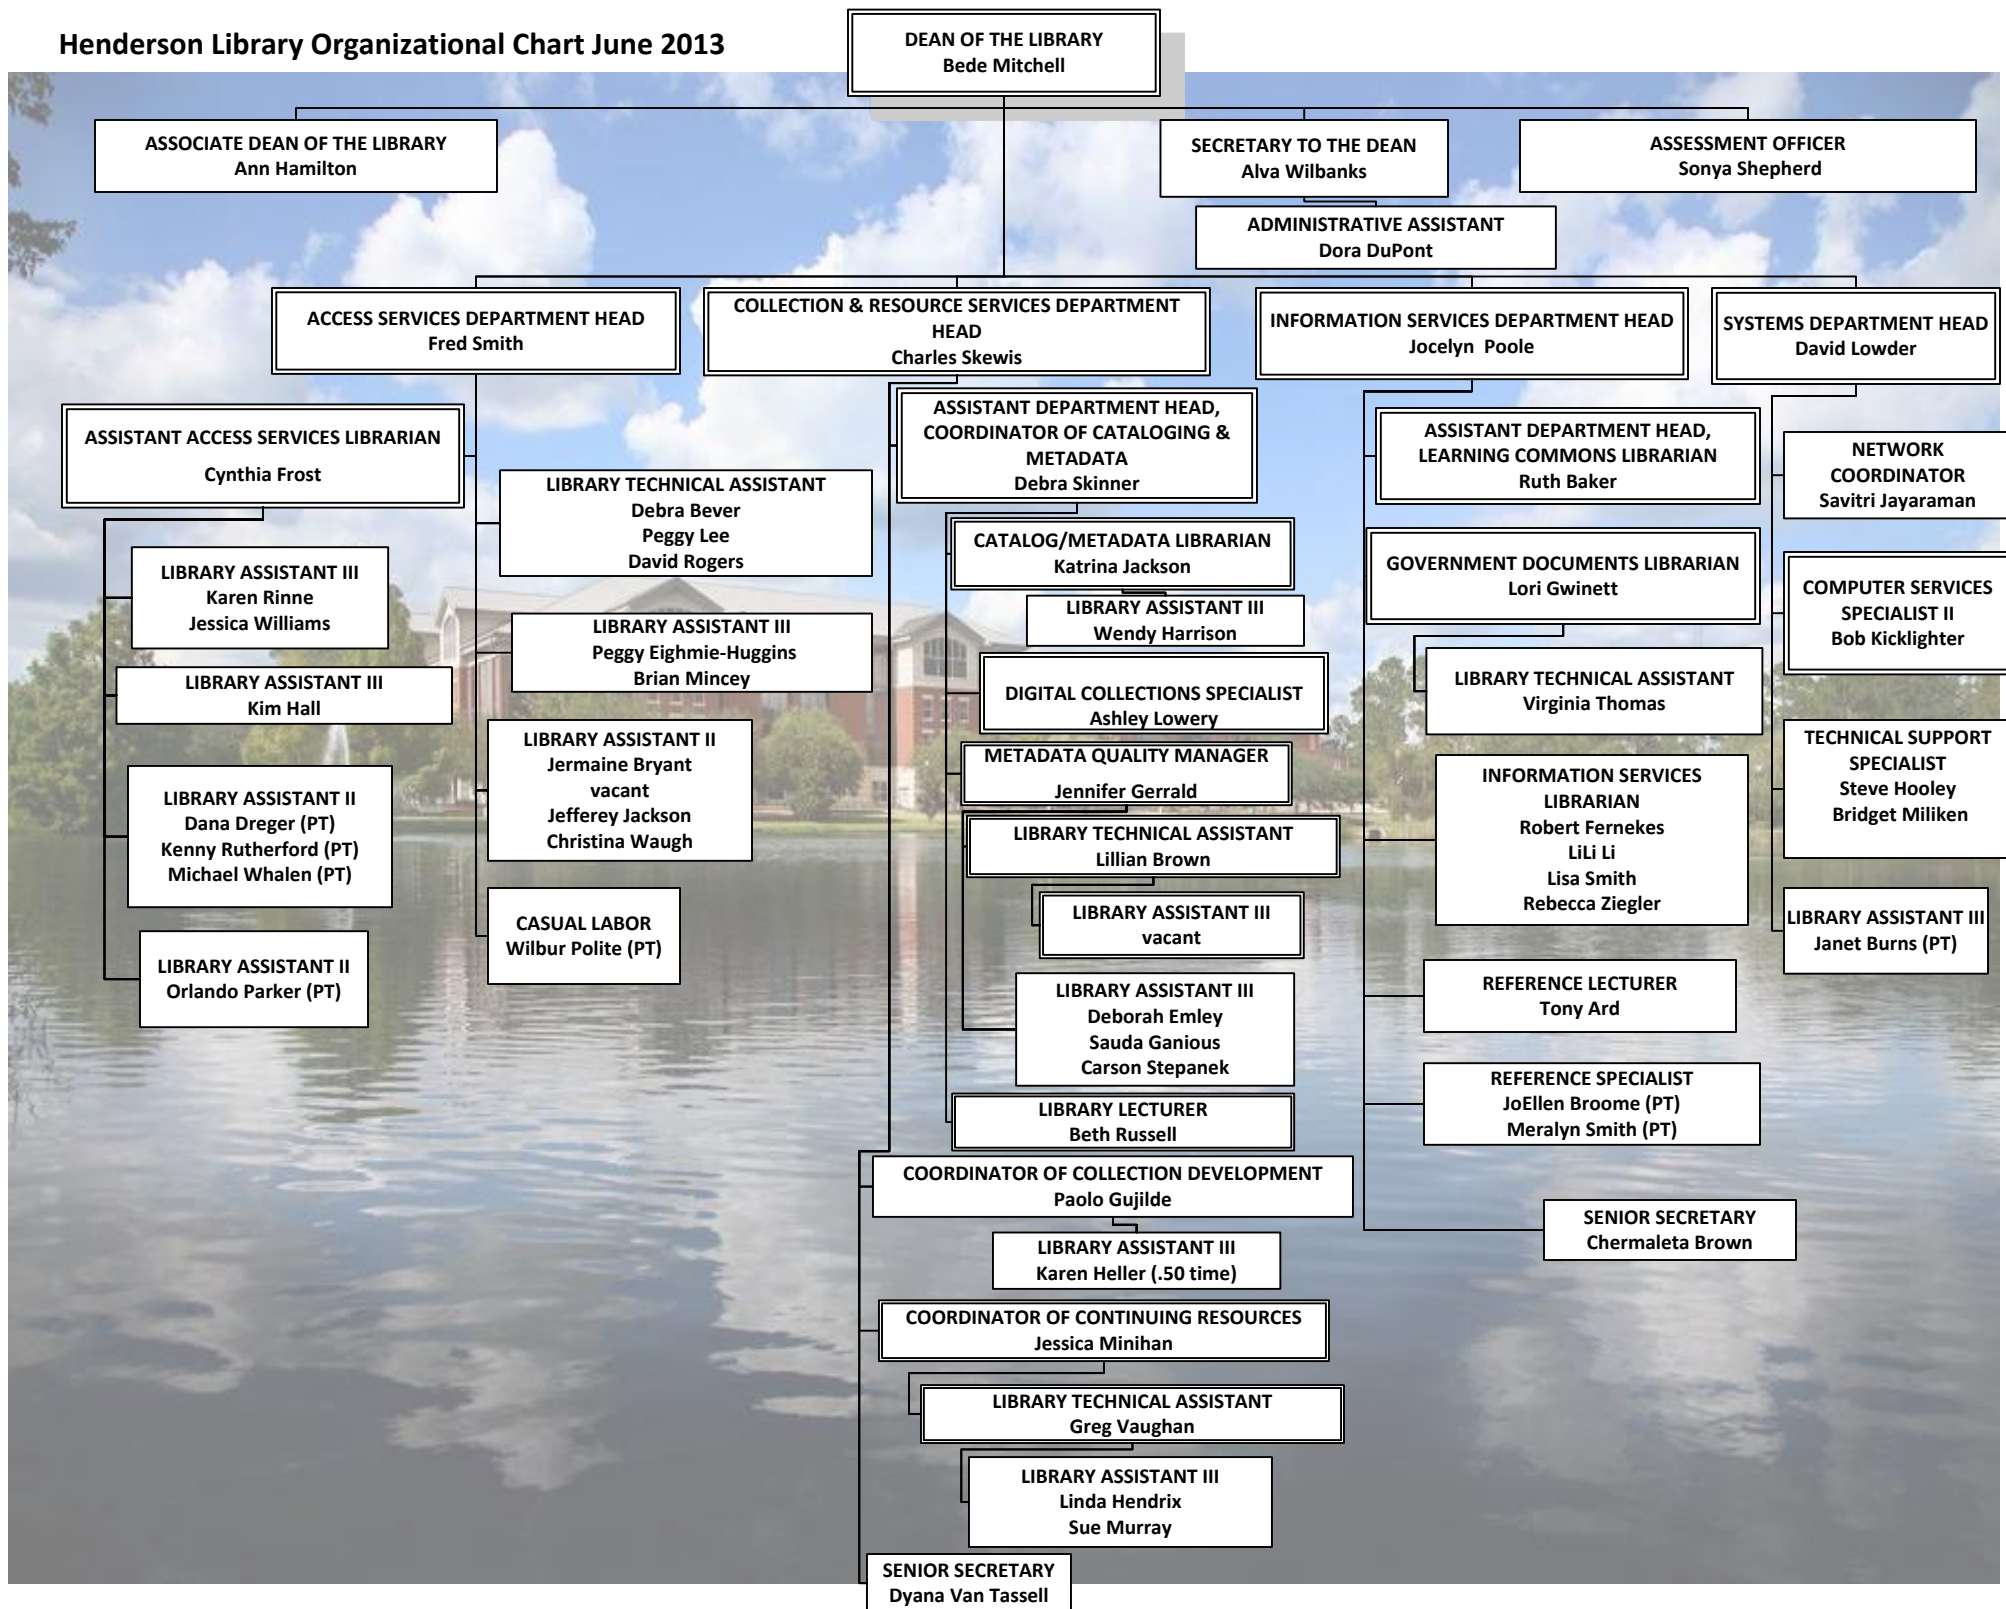 Henderson Library Organizational Chart June 2013
DEAN OF THE LIBRARY
Bede Mitchell
ASSOCIATE DEAN OF THE LIBRARY
Ann Hamilton
SECRETARY TO THE DEAN
Alva Wilbanks
ASSESSMENT OFFICER
Sonya Shepherd
ADMINISTRATIVE ASSISTANT
Dora DuPont
ACCESS SERVICES DEPARTMENT HEAD
Fred Smith
COLLECTION & RESOURCE SERVICES DEPARTMENT
HEAD
Charles Skewis
INFORMATION SERVICES DEPARTMENT HEAD
Jocelyn Poole
SYSTEMS DEPARTMENT HEAD
David Lowder
ASSISTANT ACCESS SERVICES LIBRARIAN
Cynthia Frost
LIBRARY ASSISTANT III
Karen Rinne
Jessica Williams
LIBRARY ASSISTANT III
Kim Hall
LIBRARY ASSISTANT II
Dana Dreger (PT)
Kenny Rutherford (PT)
Michael Whalen (PT)
LIBRARY ASSISTANT II
Orlando Parker (PT)
LIBRARY TECHNICAL ASSISTANT
Debra Bever
Peggy Lee
David Rogers
LIBRARY ASSISTANT III
Peggy Eighmie-Huggins
Brian Mincey
LIBRARY ASSISTANT II
Jermaine Bryant
vacant
Jefferey Jackson
Christina Waugh
CASUAL LABOR
Wilbur Polite (PT)
ASSISTANT DEPARTMENT HEAD,
COORDINATOR OF CATALOGING &
METADATA
Debra Skinner
CATALOG/METADATA LIBRARIAN
Katrina Jackson
LIBRARY ASSISTANT III
Wendy Harrison
DIGITAL COLLECTIONS SPECIALIST
Ashley Lowery
METADATA QUALITY MANAGER
Jennifer Gerrald
LIBRARY TECHNICAL ASSISTANT
Lillian Brown
LIBRARY ASSISTANT III
vacant
LIBRARY ASSISTANT III
Deborah Emley
Sauda Ganious
Carson Stepanek
LIBRARY LECTURER
Beth Russell
COORDINATOR OF COLLECTION DEVELOPMENT
Paolo Gujilde
LIBRARY ASSISTANT III
Karen Heller (.50 time)
COORDINATOR OF CONTINUING RESOURCES
Jessica Minihan
LIBRARY TECHNICAL ASSISTANT
Greg Vaughan
LIBRARY ASSISTANT III
Linda Hendrix
Sue Murray
SENIOR SECRETARY
Dyana Van Tassell
ASSISTANT DEPARTMENT HEAD,
LEARNING COMMONS LIBRARIAN
Ruth Baker
GOVERNMENT DOCUMENTS LIBRARIAN
Lori Gwinett
LIBRARY TECHNICAL ASSISTANT
Virginia Thomas
INFORMATION SERVICES
LIBRARIAN
Robert Fernekes
LiLi Li
Lisa Smith
Rebecca Ziegler
REFERENCE LECTURER
Tony Ard
REFERENCE SPECIALIST
JoEllen Broome (PT)
Meralyn Smith (PT)
SENIOR SECRETARY
Chermaleta Brown
NETWORK
COORDINATOR
Savitri Jayaraman
COMPUTER SERVICES
SPECIALIST II
Bob Kicklighter
TECHNICAL SUPPORT
SPECIALIST
Steve Hooley
Bridget Miliken
LIBRARY ASSISTANT III
Janet Burns (PT)